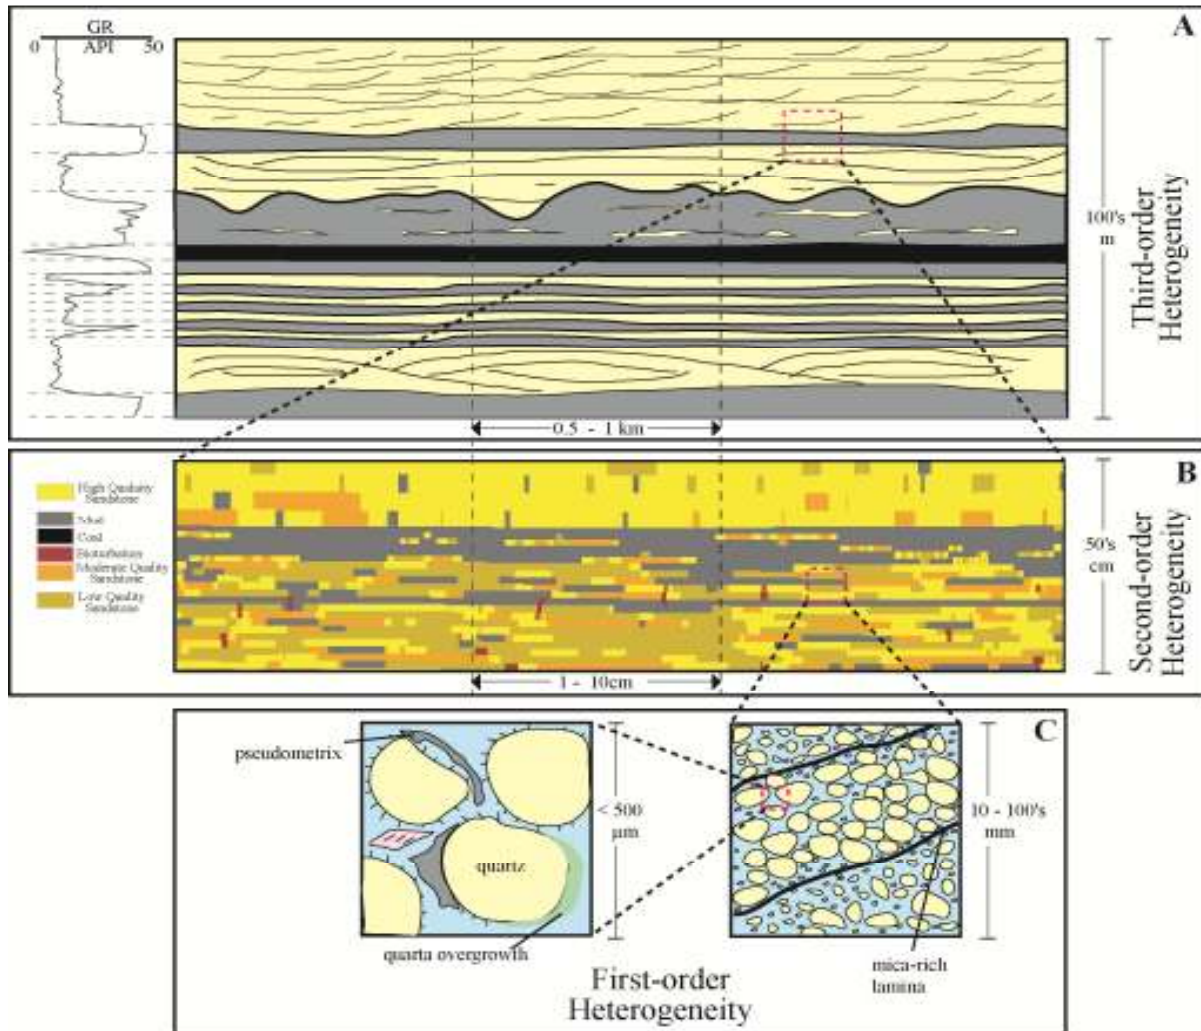 GR
0 API 50
A
100's
m
Third-order
Heterogeneity
0.5 - 1 km
B
High Quality
Sandstone
Mud
Coal
Bioturbation
Moderate Quality
Sandstone
Low Quality
Sandstone
50's
cm
Second-order
Heterogeneity
1 - 10cm
C
pseudometrix
< 500
µm
10 - 100's
mm
quartz
quarta overgrowth
mica-rich
lamina
First-order
Heterogeneity